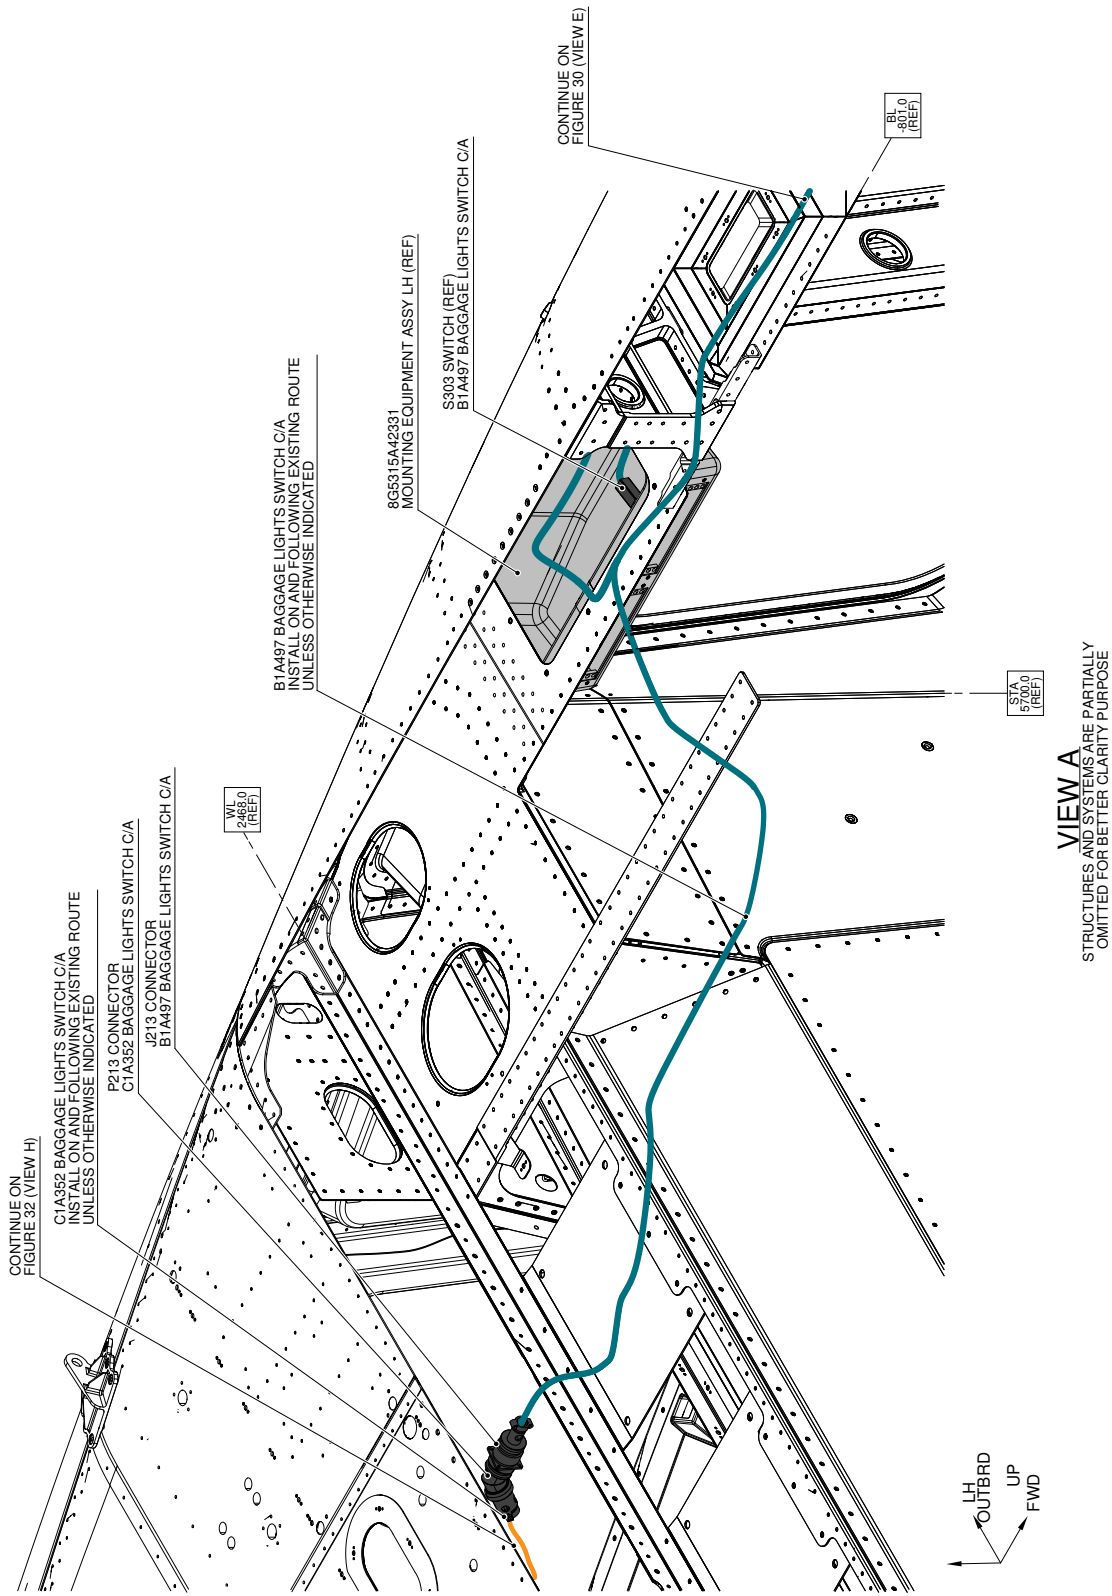 CONTINUE ON
FIGURE 32 (VIEW H)
C1A352 BAGGAGE LIGHTS SWITCH C/A
INSTALL ON AND FOLLOWING EXISTING ROUTE
UNLESS OTHERWISE INDICATED
P213 CONNECTOR
C1A352 BAGGAGE LIGHTS SWITCH C/A
J213 CONNECTOR
B1A497 BAGGAGE LIGHTS SWITCH C/A
WL
2468.0
(REF)
B1A497 BAGGAGE LIGHTS SWITCH C/A
INSTALL ON AND FOLLOWING EXISTING ROUTE
UNLESS OTHERWISE INDICATED
8G5315A42331
MOUNTING EQUIPMENT ASSY LH (REF)
S303 SWITCH (REF)
B1A497 BAGGAGE LIGHTS SWITCH C/A
CONTINUE ON
FIGURE 30 (VIEW E)
BL
-801.0
(REF)
STA
5700.0
(REF)
LH
OUTBRD
UP
FWD
VIEW A
STRUCTURES AND SYSTEMS ARE PARTIALLY
OMITTED FOR BETTER CLARITY PURPOSE